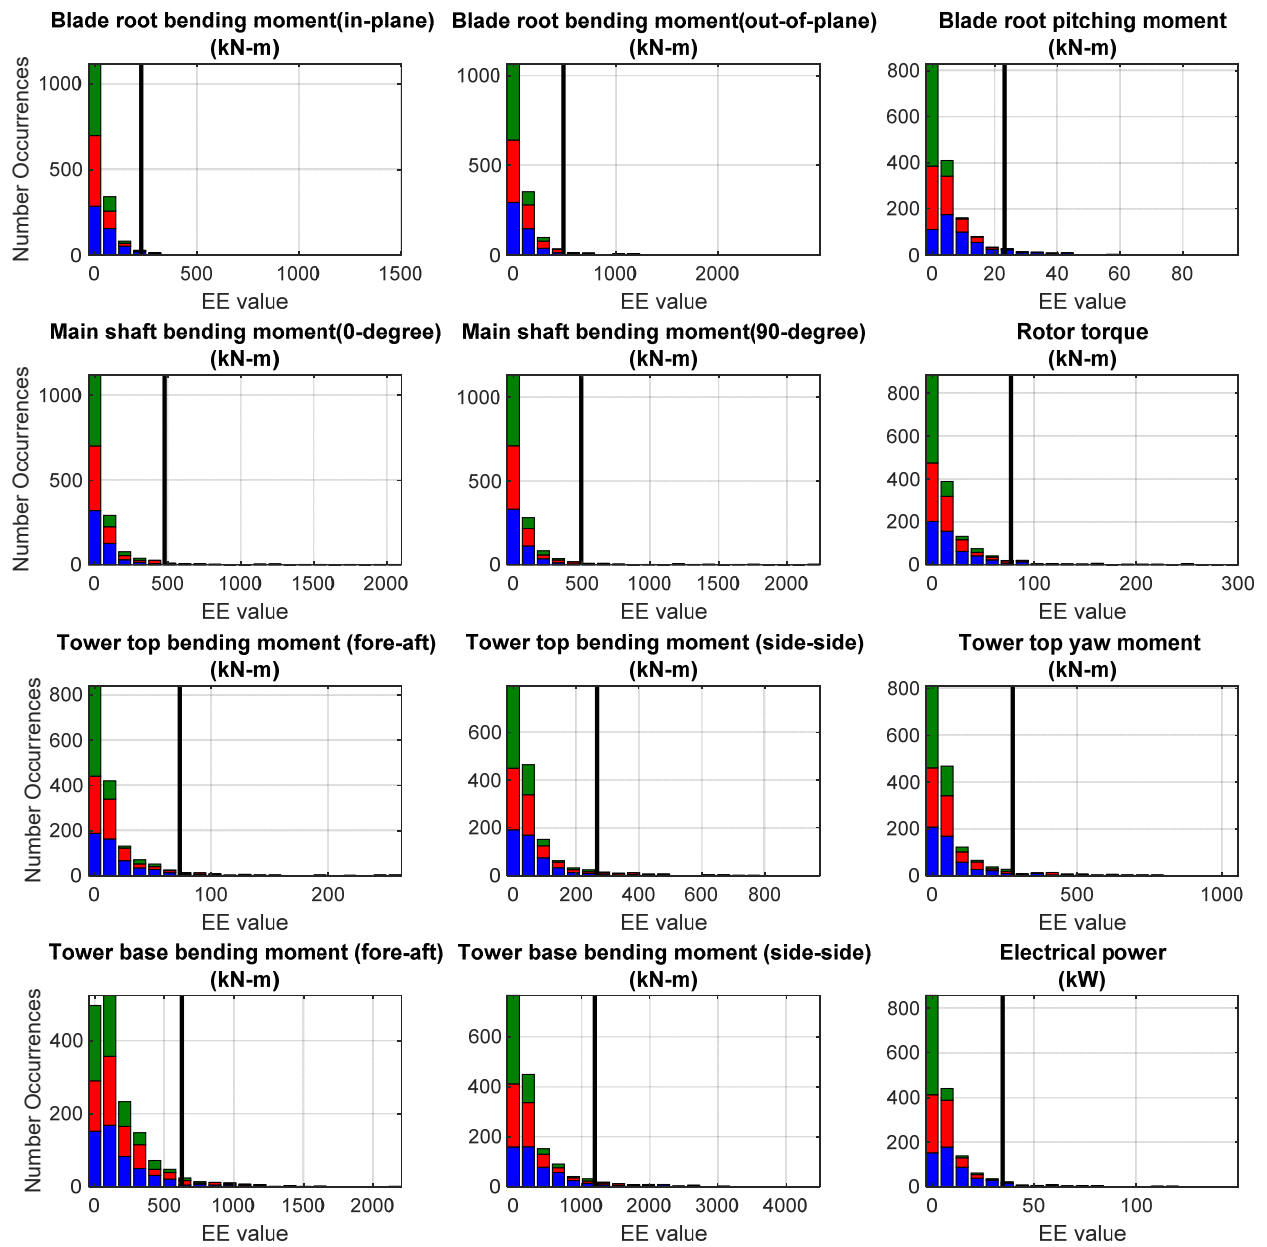 Blade root bending moment(in-plane)
(kN-m)
Number Occurrences
1000
500
0
0
500
1000
1500
EE value
Blade root bending moment(out-of-plane)
(kN-m)
1000
500
0
0
1000
2000
EE value
Blade root pitching moment
(kN-m)
800
600
400
200
0
0
20
40
60
80
EE value
Main shaft bending moment(0-degree)
(kN-m)
Number Occurrences
1000
500
0
0
500
1000
1500
2000
EE value
Main shaft bending moment(90-degree)
(kN-m)
1000
500
0
0
500
1000
1500
2000
EE value
Rotor torque
(kN-m)
800
600
400
200
0
0
100
200
300
EE value
Tower top bending moment (fore-aft)
(kN-m)
Number Occurrences
800
600
400
200
0
0
100
200
EE value
Tower top bending moment (side-side)
(kN-m)
600
400
200
0
0
200
400
600
800
EE value
Tower top yaw moment
(kN-m)
800
600
400
200
0
0
500
1000
EE value
Tower base bending moment (fore-aft)
(kN-m)
Number Occurrences
400
200
0
0
500
1000
1500
2000
EE value
Tower base bending moment (side-side)
(kN-m)
600
400
200
0
0
1000
2000
3000
4000
EE value
Electrical power
(kW)
800
600
400
200
0
0
50
100
EE value